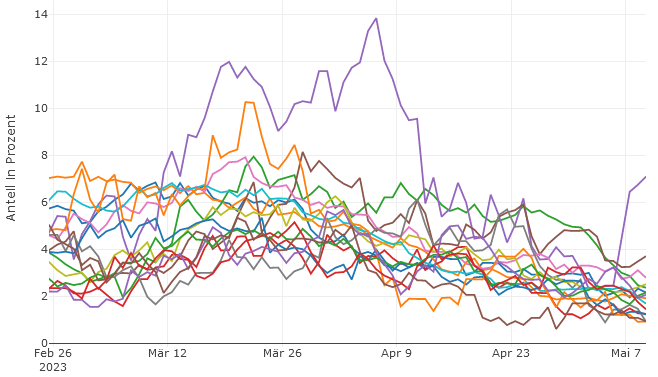 14
12
10
8
6
4
2
0
Anteil In Prozent
Feb 26
2023
Mär 12
Mär 26
Apr 9
Apr 23
Mai 7